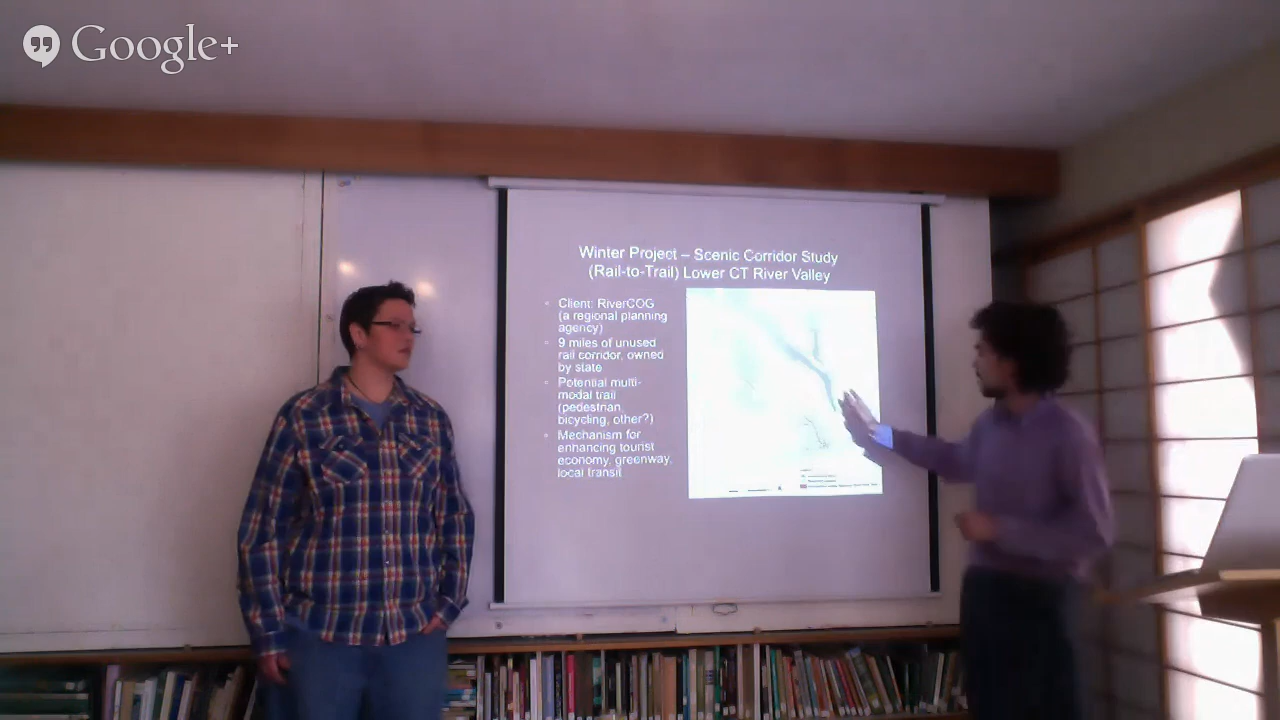 Google+
Winter Project – Scenic Corridor Study
(Rail-to-Trail) Lower CT River Valley
Client: RiverCOG
(a regional planning
agency)
9 miles of unused
rail corridor, owned
by state
Potential multi-
modal trail
(pedestrian,
bicycling, other?)
Mechanism for
enhancing tourist
economy, greenway,
local transit